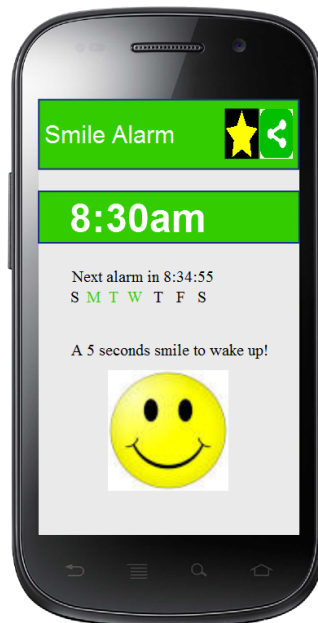 Smile Alarm
8:30am
Next alarm in 8:34:55
S M T W T F S
A 5 seconds smile to wake up!